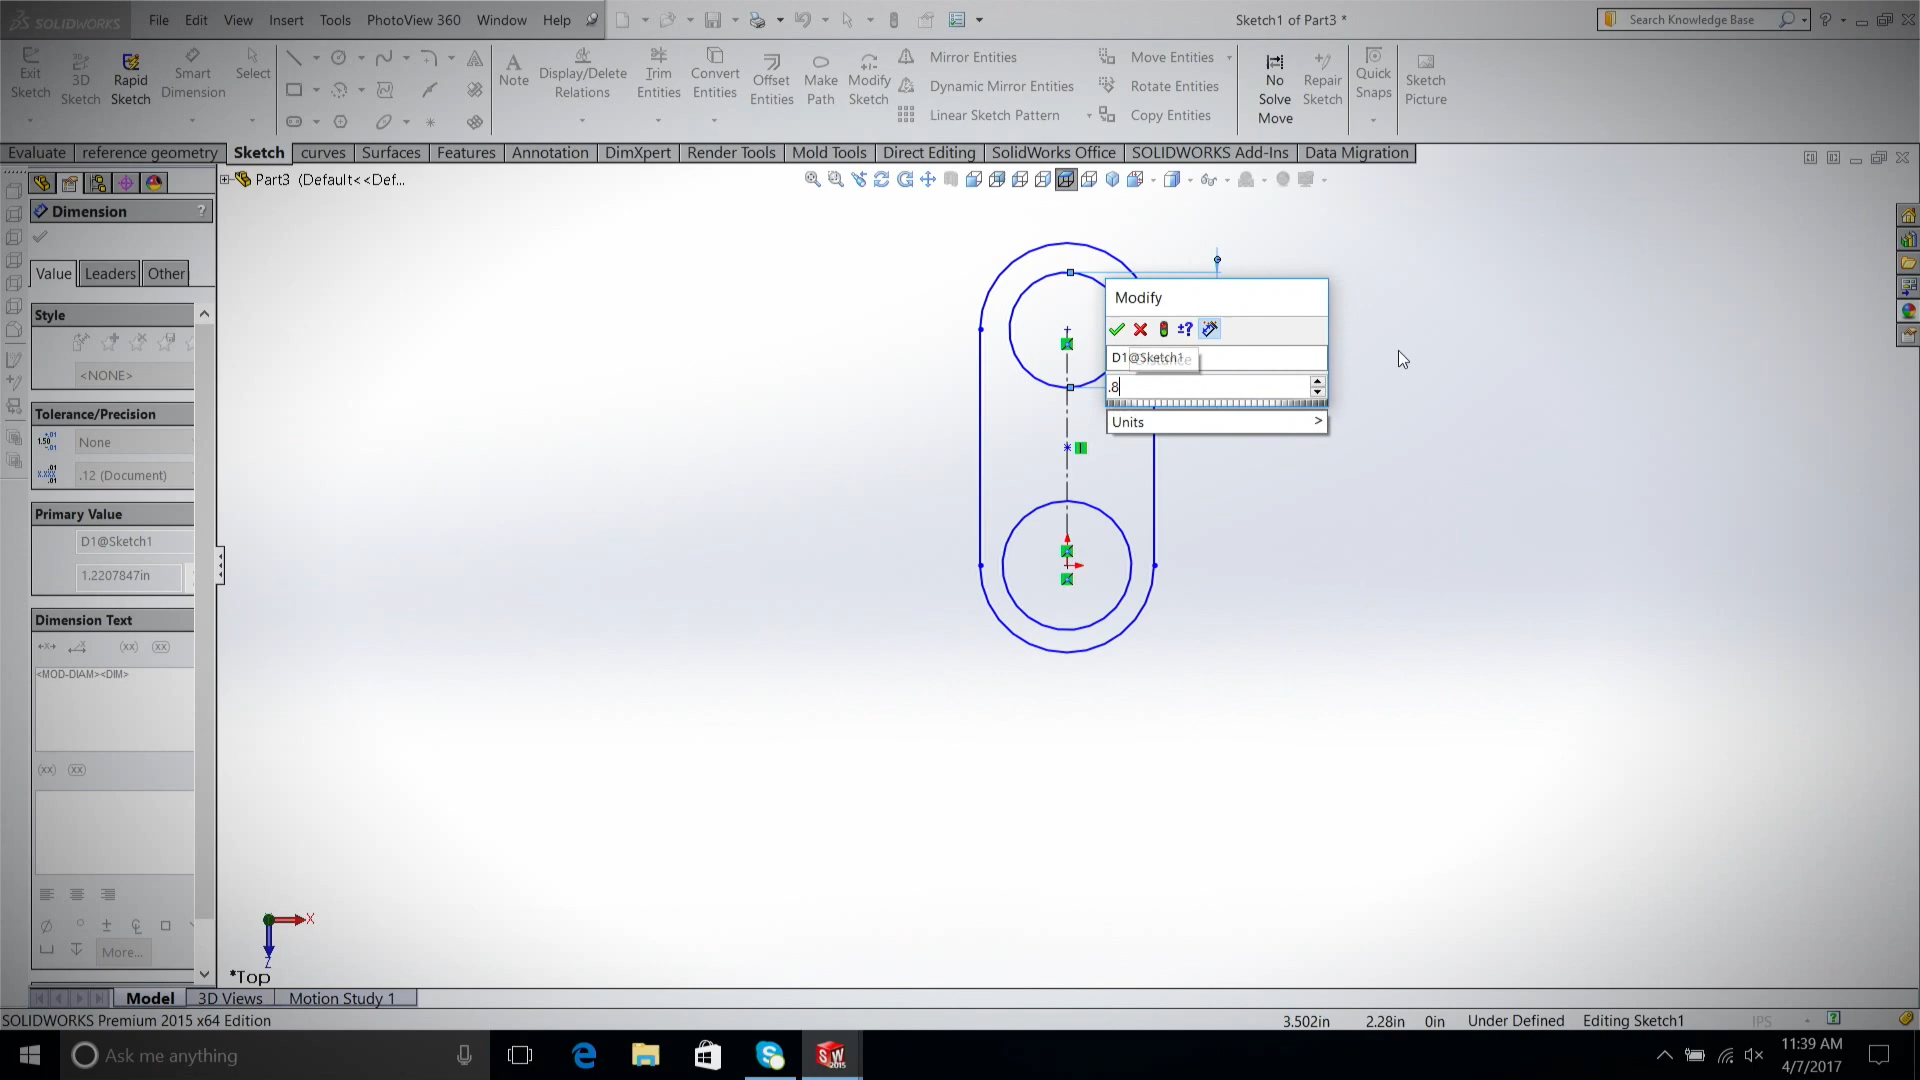 SOLIDWORKS File Edit View Insert Tools PhotoView 360 Window Help Sketch1 of Part3 * Search Knowledge Base ?
Exit Sketch
3D Sketch
Rapid Sketch
Smart Dimension
Select
Note
Display/Delete Relations
Trim Entities
Convert Entities
Offset Entities
Make Path
Modify Sketch
Mirror Entities
Dynamic Mirror Entities
Linear Sketch Pattern
Move Entities
Rotate Entities
Copy Entities
No Solve Move
Repair Sketch
Quick Snaps
Sketch Picture
Evaluate reference geometry Sketch curves Surfaces Features Annotation DimXpert Render Tools Mold Tools Direct Editing SolidWorks Office SOLIDWORKS Add-Ins Data Migration
Part3 (Default<<Def...
Dimension ?
Value Leaders Other
Style
<NONE>
Tolerance/Precision
None
.12 (Document)
Primary Value
D1@Sketch1
1.2207847in
Dimension Text
(xx) (xx)
<MOD-DIAM><DIM>
(xx) (xx)
More...
Modify
±?
D1@Sketch1
.8
Units >
X
Z
*Top
Model 3D Views Motion Study 1
SOLIDWORKS Premium 2015 x64 Edition 3.502in 2.28in 0in Under Defined Editing Sketch1 IPS ?
Ask me anything
SW 2015
11:39 AM
4/7/2017